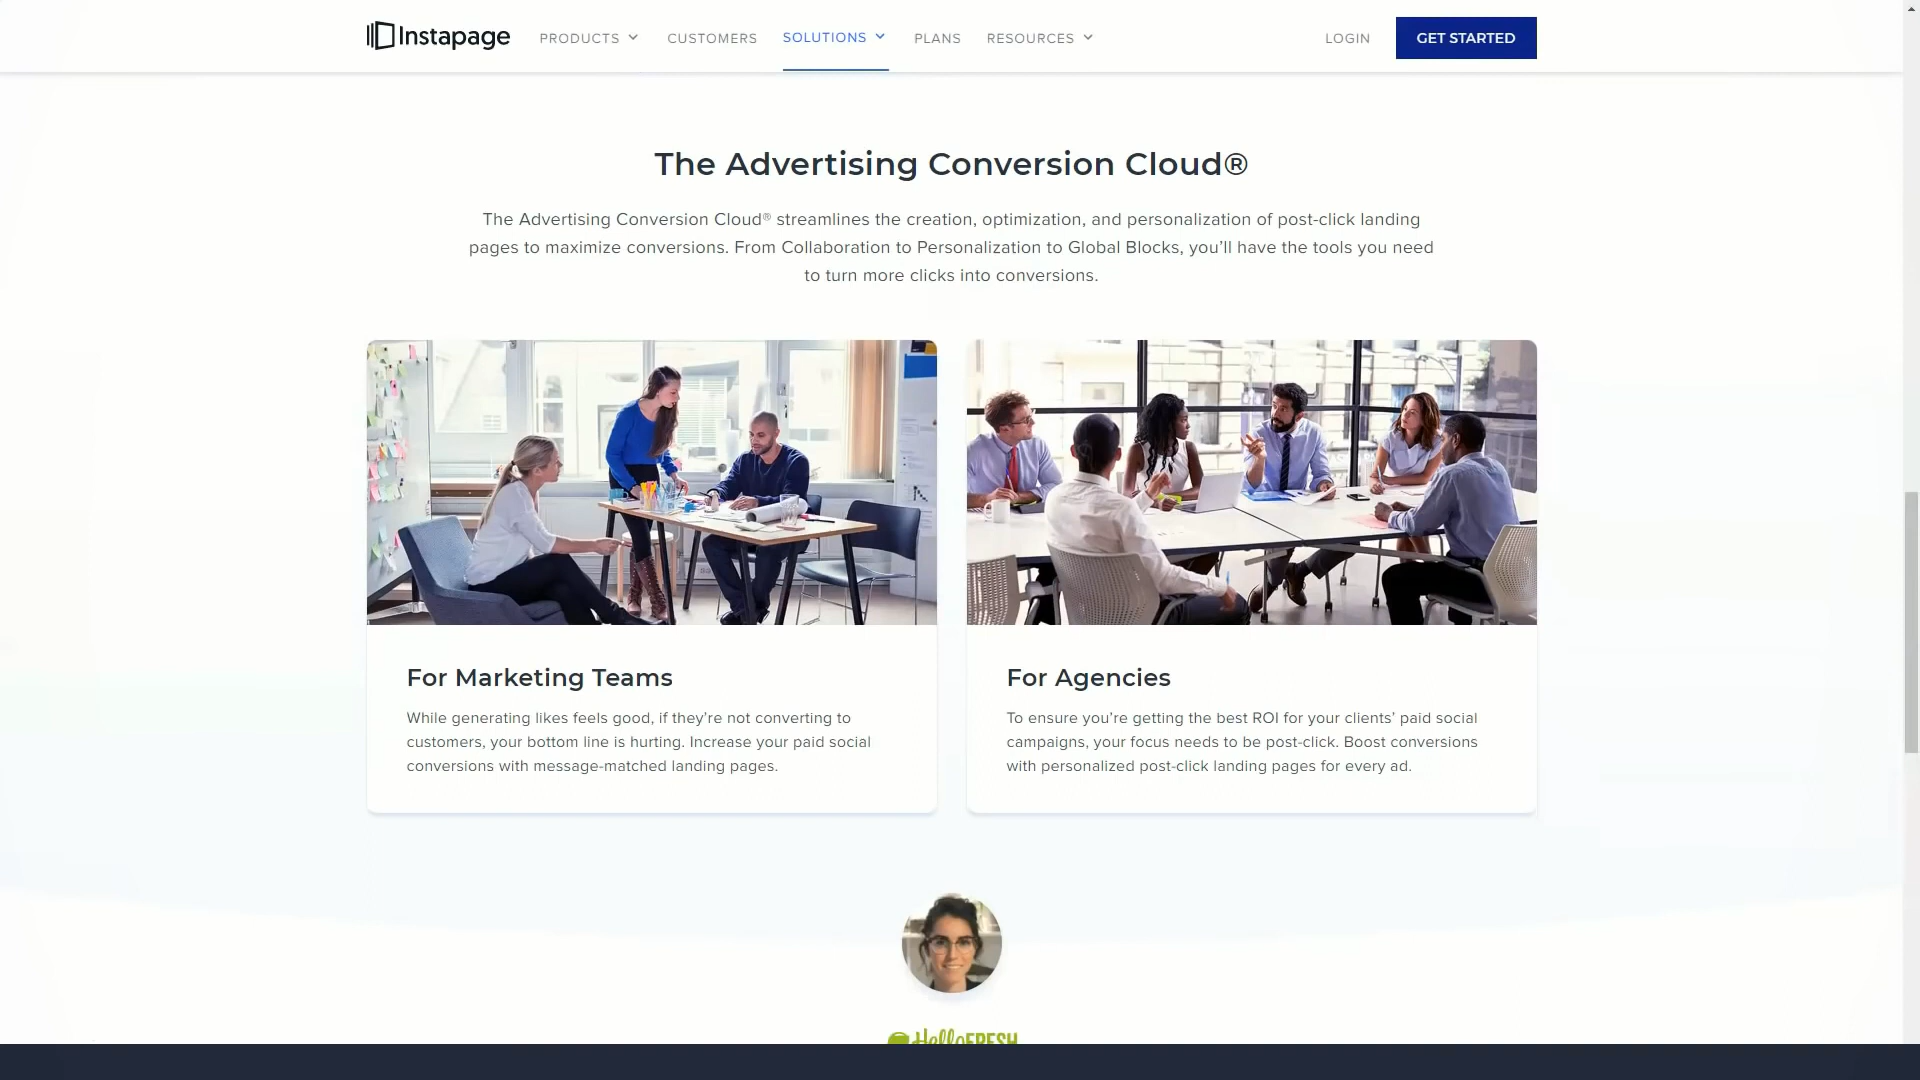 Instapage PRODUCTS CUSTOMERS SOLUTIONS PLANS RESOURCES LOGIN GET STARTED
The Advertising Conversion Cloud®
The Advertising Conversion Cloud® streamlines the creation, optimization, and personalization of post-click landing
pages to maximize conversions. From Collaboration to Personalization to Global Blocks, you’ll have the tools you need
to turn more clicks into conversions.
For Marketing Teams
While generating likes feels good, if they’re not converting to
customers, your bottom line is hurting. Increase your paid social
conversions with message-matched landing pages.
For Agencies
To ensure you’re getting the best ROI for your clients’ paid social
campaigns, your focus needs to be post-click. Boost conversions
with personalized post-click landing pages for every ad.
HelloFRESH